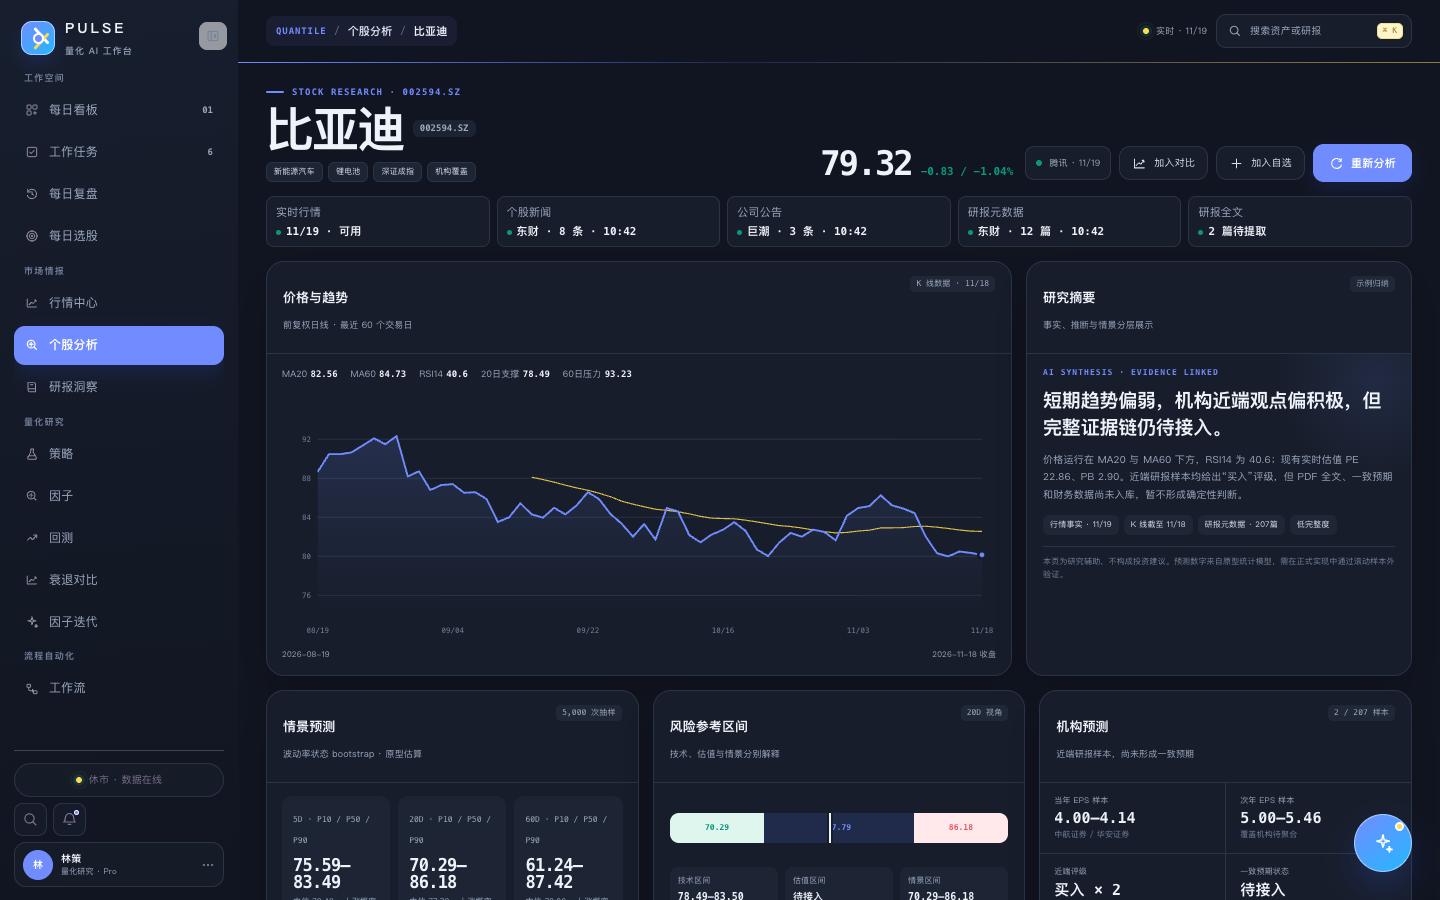 PULSE
量化 AI 工作台
工作空间
每日看板 01
工作任务 6
每日复盘
每日选股
市场情报
行情中心
个股分析
研报洞察
量化研究
策略
因子
回测
衰退对比
因子迭代
流程自动化
工作流
休市 · 数据在线
林 林策
量化研究 · Pro
QUANTILE / 个股分析 / 比亚迪
实时 · 11/19
搜索资产或研报 ⌘ K
STOCK RESEARCH · 002594.SZ
比亚迪 002594.SZ
新能源汽车 锂电池 深证成指 机构覆盖
79.32 −0.83 / −1.04%
腾讯 · 11/19
加入对比
加入自选
重新分析
实时行情
11/19 · 可用
个股新闻
东财 · 8 条 · 10:42
公司公告
巨潮 · 3 条 · 10:42
研报元数据
东财 · 12 篇 · 10:42
研报全文
2 篇待提取
价格与趋势
K 线数据 · 11/18
前复权日线 · 最近 60 个交易日
MA20 82.56 MA60 84.73 RSI14 40.6 20日支撑 78.49 60日压力 93.23
92
88
84
80
76
08/19 09/04 09/22 10/16 11/03 11/18
2026-08-19 2026-11-18 收盘
研究摘要
示例归纳
事实、推断与情景分层展示
AI SYNTHESIS · EVIDENCE LINKED
短期趋势偏弱，机构近端观点偏积极，但
完整证据链仍待接入。
价格运行在 MA20 与 MA60 下方，RSI14 为 40.6；现有实时估值 PE
22.86、PB 2.90。近端研报样本均给出“买入”评级，但 PDF 全文、一致预期
和财务数据尚未入库，暂不形成确定性判断。
行情事实 · 11/19 K 线截至 11/18 研报元数据 · 207篇 低完整度
本页为研究辅助，不构成投资建议。预测数字来自原型统计模型，需在正式实现中通过滚动样本外
验证。
情景预测
5,000 次抽样
波动率状态 bootstrap · 原型估算
5D · P10 / P50 /
P90
75.59—
83.49
20D · P10 / P50 /
P90
70.29—
86.18
60D · P10 / P50 /
P90
61.24—
87.42
风险参考区间
20D 视角
技术、估值与情景分别解释
70.29 7.79 86.18
技术区间
78.49—83.50
估值区间
待接入
情景区间
70.29—86.18
机构预测
2 / 207 样本
近端研报样本，尚未形成一致预期
当年 EPS 样本
4.00—4.14
中航证券 / 华安证券
次年 EPS 样本
5.00—5.46
覆盖机构待聚合
近端评级
买入 × 2
一致预期状态
待接入